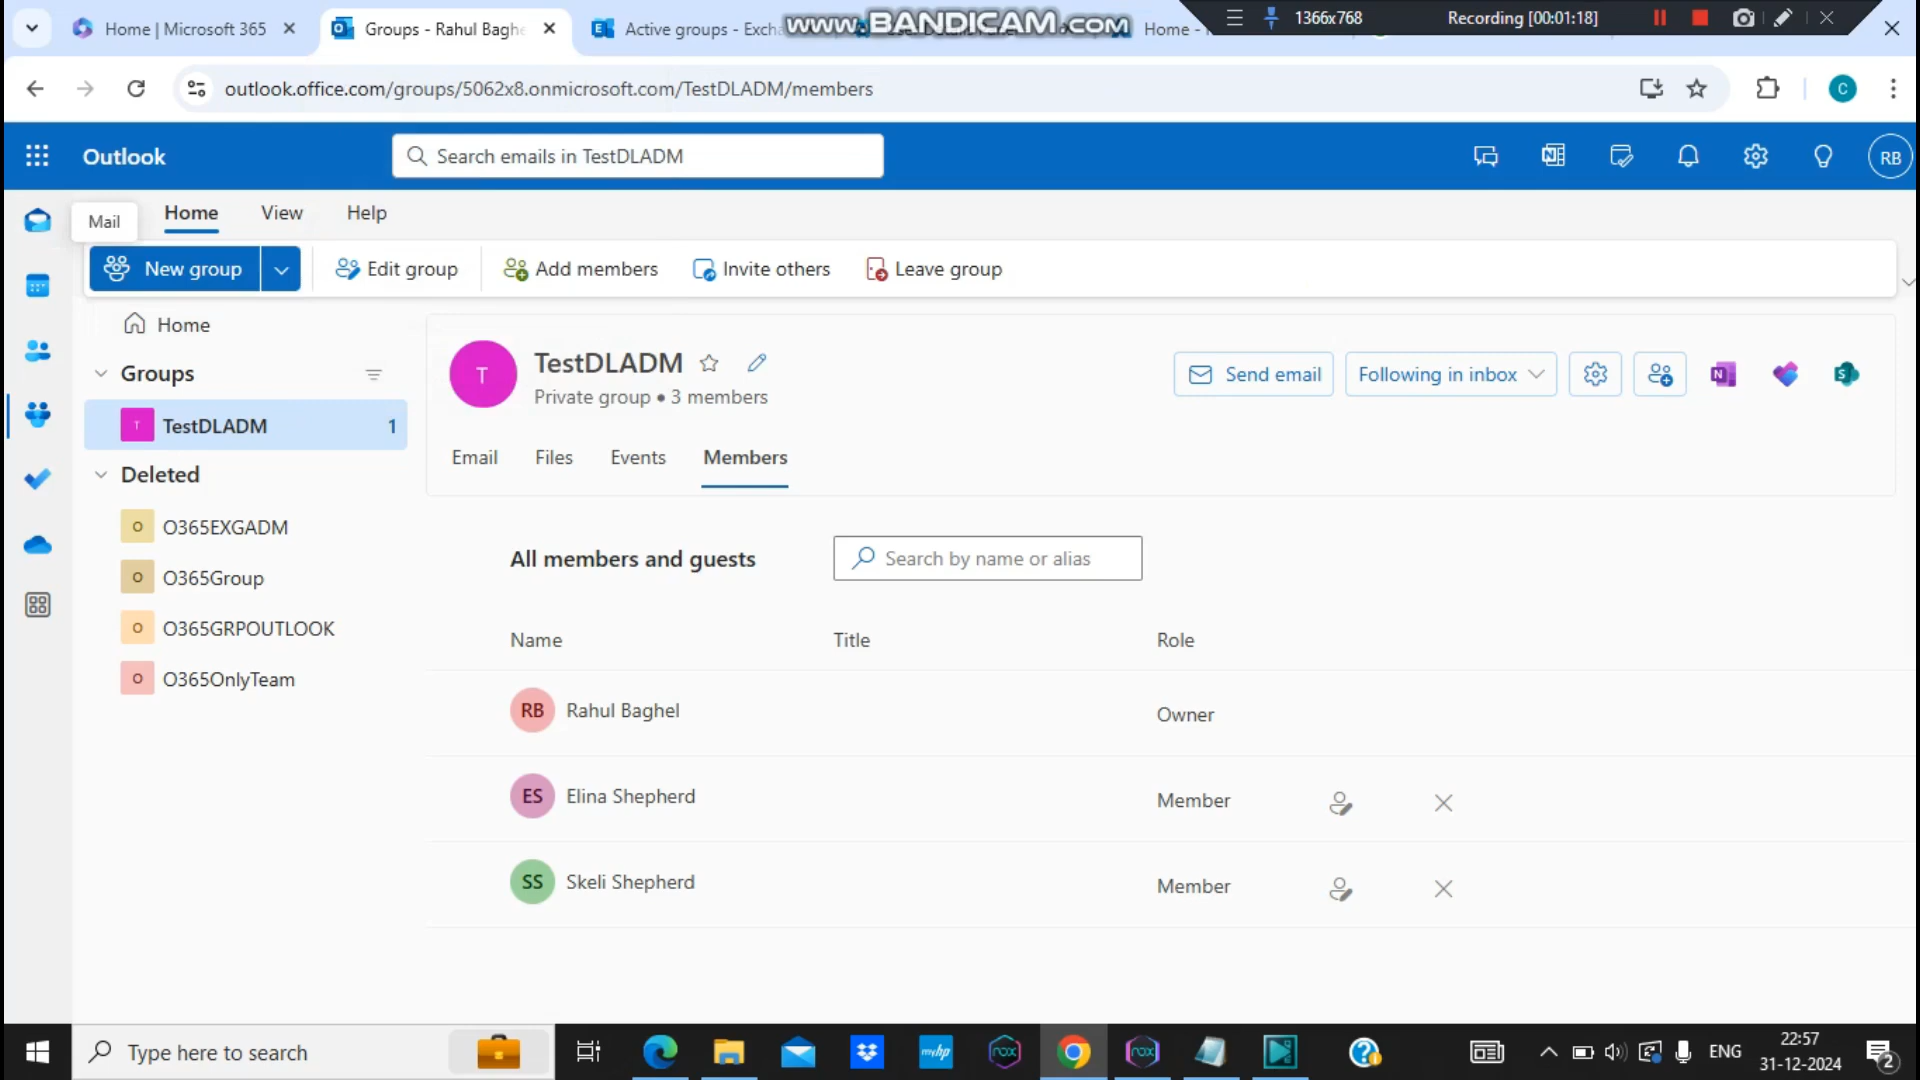 Home | Microsoft 365
Groups - Rahul Baghe
Active groups - Excha
www.BANDICAM.com
Home -
1366x768
Recording [00:01:18]
outlook.office.com/groups/5062x8.onmicrosoft.com/TestDLADM/members
C
Outlook
Search emails in TestDLADM
RB
Mail
Home
View
Help
New group
Edit group
Add members
Invite others
Leave group
Home
Groups
T
TestDLADM
1
Deleted
O
O365EXGADM
O
O365Group
O
O365GRPOUTLOOK
O
O365OnlyTeam
T
TestDLADM
Private group • 3 members
Send email
Following in inbox
N
S
Email
Files
Events
Members
All members and guests
Search by name or alias
Name
Title
Role
RB
Rahul Baghel
Owner
ES
Elina Shepherd
Member
SS
Skeli Shepherd
Member
Type here to search
myhp
nox
nox
ENG
22:57
31-12-2024
2